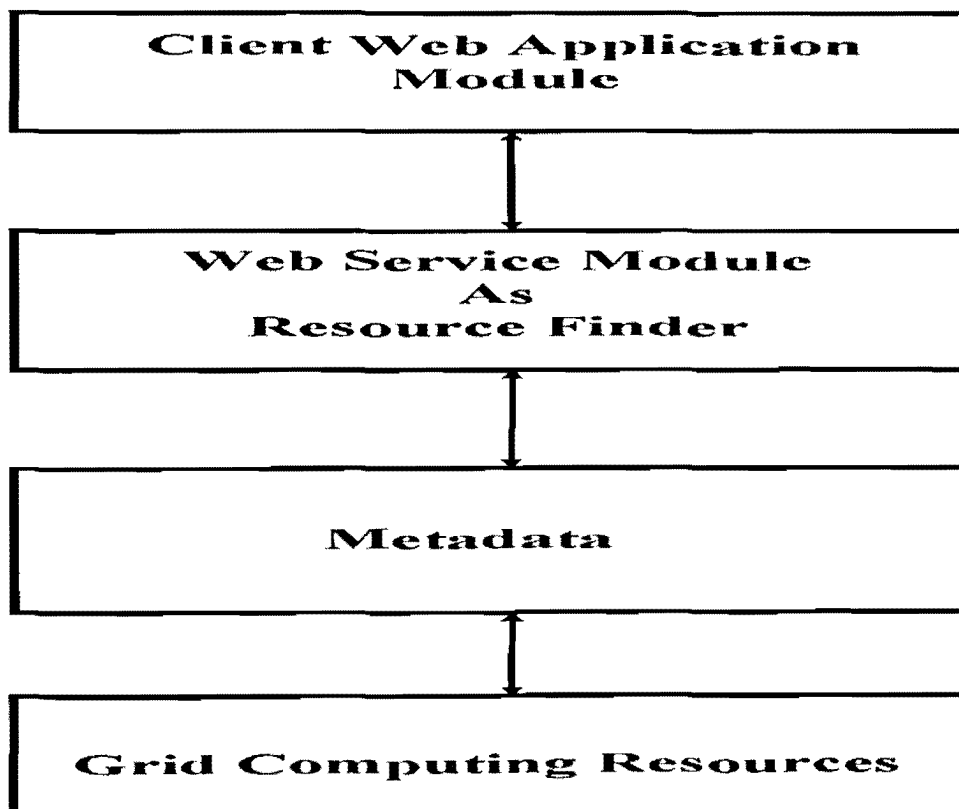 Client Web Application
Module
Web Service Module
As
Resource Finder
Metadata
Grid Computing Resources